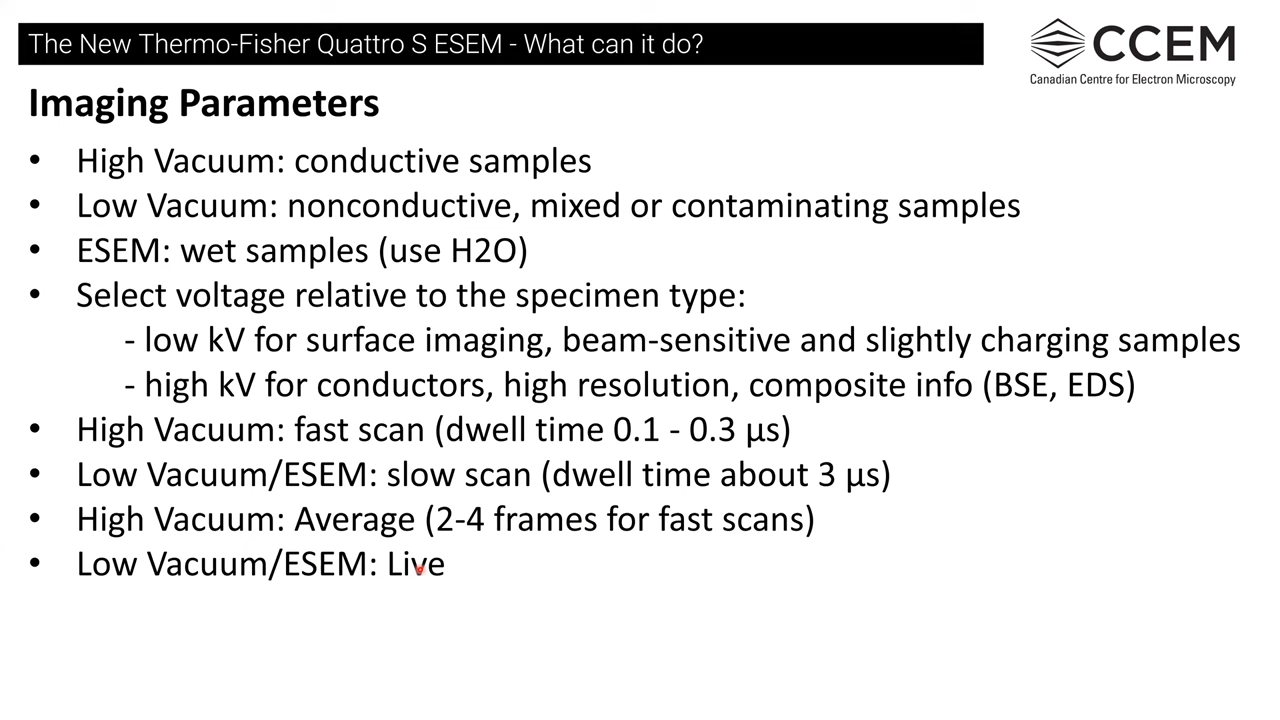 The New Thermo-Fisher Quattro S ESEM - What can it do?
CCEM
Canadian Centre for Electron Microscopy
Imaging Parameters
• High Vacuum: conductive samples
• Low Vacuum: nonconductive, mixed or contaminating samples
• ESEM: wet samples (use H2O)
• Select voltage relative to the specimen type:
- low kV for surface imaging, beam-sensitive and slightly charging samples
- high kV for conductors, high resolution, composite info (BSE, EDS)
• High Vacuum: fast scan (dwell time 0.1 - 0.3 µs)
• Low Vacuum/ESEM: slow scan (dwell time about 3 µs)
• High Vacuum: Average (2-4 frames for fast scans)
• Low Vacuum/ESEM: Live